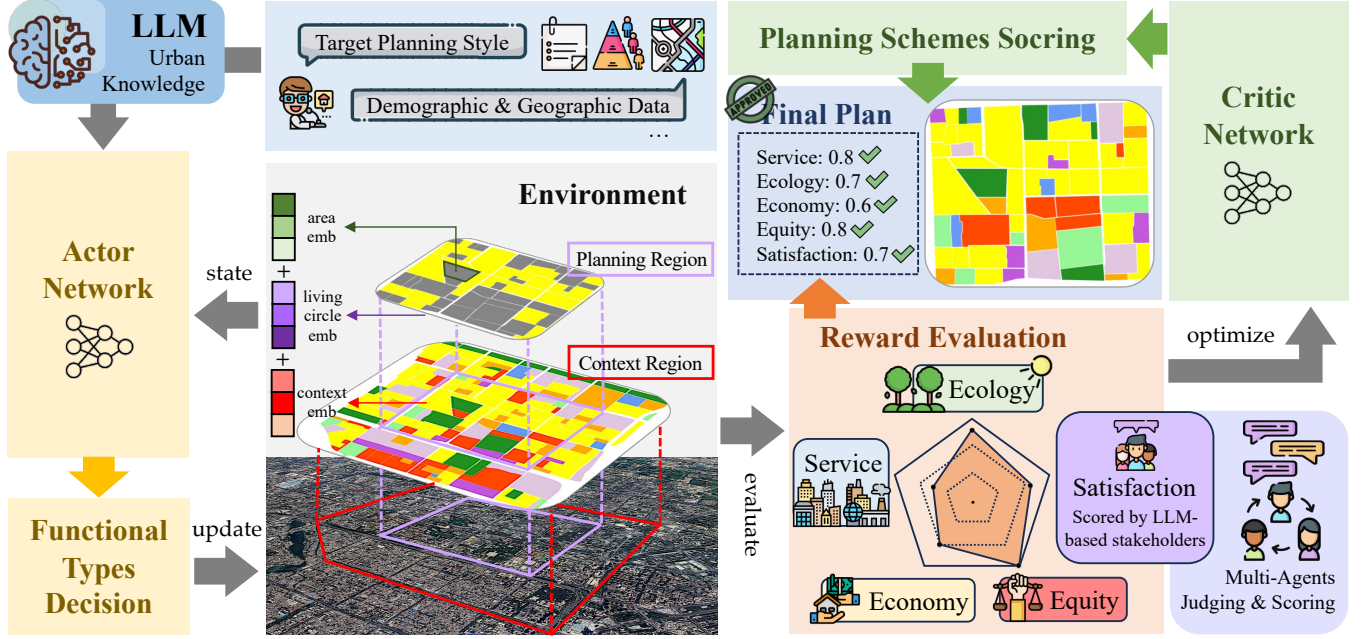 LLM
Urban
Knowledge
Target Planning Style
Demographic & Geographic Data
...
Planning Schemes Socring
Critic
Network
APPROVED
Final Plan
Service: 0.8
Ecology: 0.7
Economy: 0.6
Equity: 0.8
Satisfaction: 0.7
Environment
area
emb
+
living
circle
emb
+
context
emb
Planning Region
Context Region
Actor
Network
state
Functional
Types
Decision
update
evaluate
Reward Evaluation
optimize
Ecology
Service
Satisfaction
Scored by LLM-
based stakeholders
Economy
Equity
Multi-Agents
Judging & Scoring